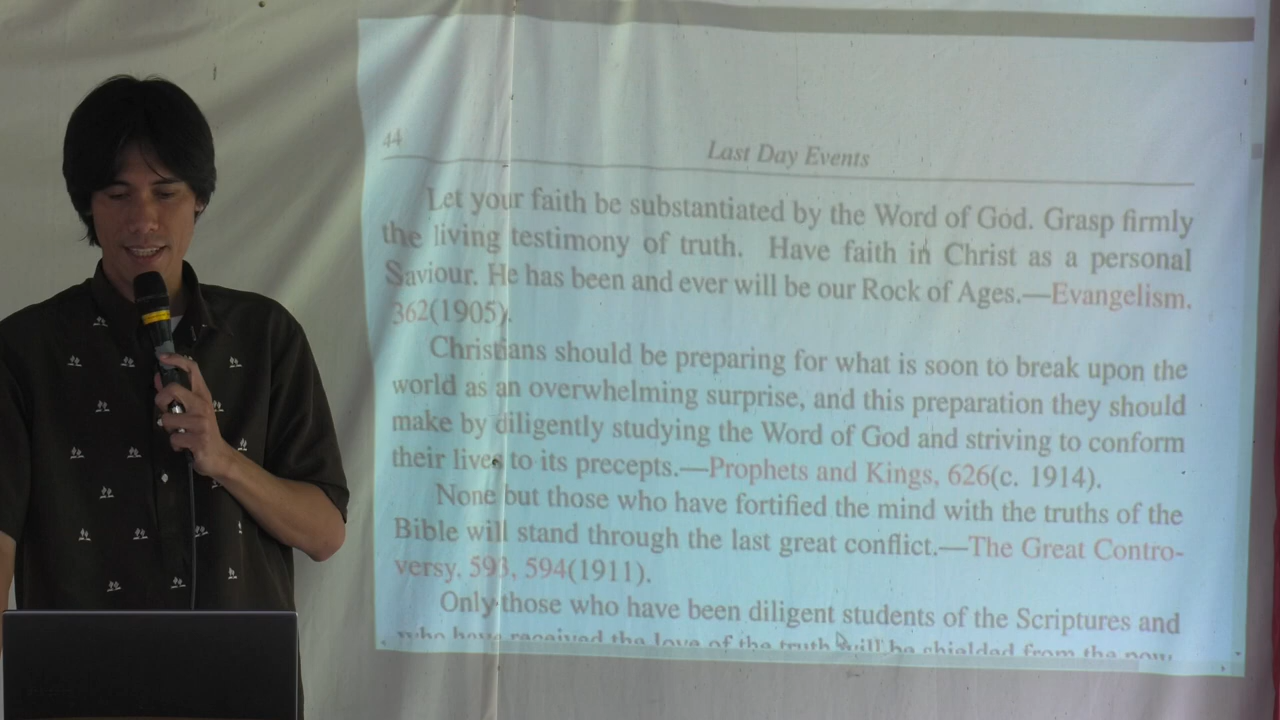 44
Last Day Events
Let your faith be substantiated by the Word of God. Grasp firmly
the living testimony of truth. Have faith in Christ as a personal
Saviour. He has been and ever will be our Rock of Ages.—Evangelism.
362(1905).
Christians should be preparing for what is soon to break upon the
world as an overwhelming surprise, and this preparation they should
make by diligently studying the Word of God and striving to conform
their lives to its precepts.—Prophets and Kings, 626(c. 1914).
None but those who have fortified the mind with the truths of the
Bible will stand through the last great conflict.—The Great Contro-
versy. 593, 594(1911).
Only those who have been diligent students of the Scriptures and
who have received the love of the truth will be shielded from the